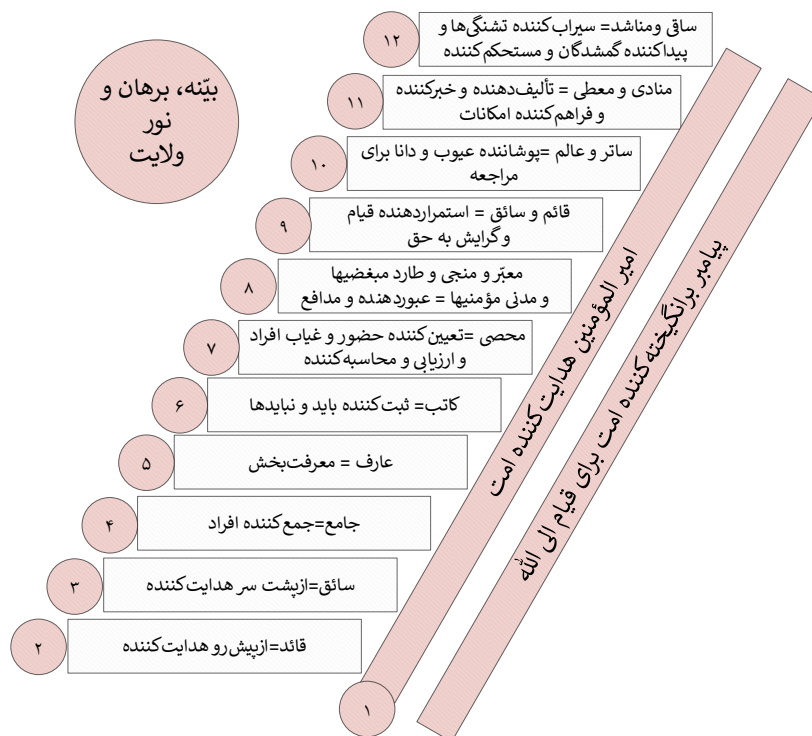 بیّنه، برهان و
نور
ولایت
۱۲
ساقی ومناشد= سیراب‌کننده تشنگی‌ها و
پیداکننده گمشدگان و مستحکم‌کننده
۱۱
منادی و معطی = تألیف‌دهنده و خبرکننده
و فراهم‌کننده امکانات
۱۰
ساتر و عالم =پوشاننده عیوب و دانا برای
مراجعه
۹
قائم و سائق = استمراردهنده قیام
وگرایش به حق
۸
معبّر و منجی و طارد مبغضیها
و مدنی مؤمنیها = عبوردهنده و مدافع
۷
محصی =تعیین‌کننده حضور و غیاب افراد
و ارزیابی و محاسبه‌کننده
۶
کاتب= ثبت‌کننده باید و نبایدها
۵
عارف = معرفت‌بخش
۴
جامع=جمع‌کننده افراد
۳
سائق=ازپشت سر هدایت‌کننده
۲
قائد=ازپیش رو هدایت‌کننده
۱
امیر المؤمنین هدایت‌کننده امت
پیامبر برانگیخته‌کننده امت برای قیام الی الله